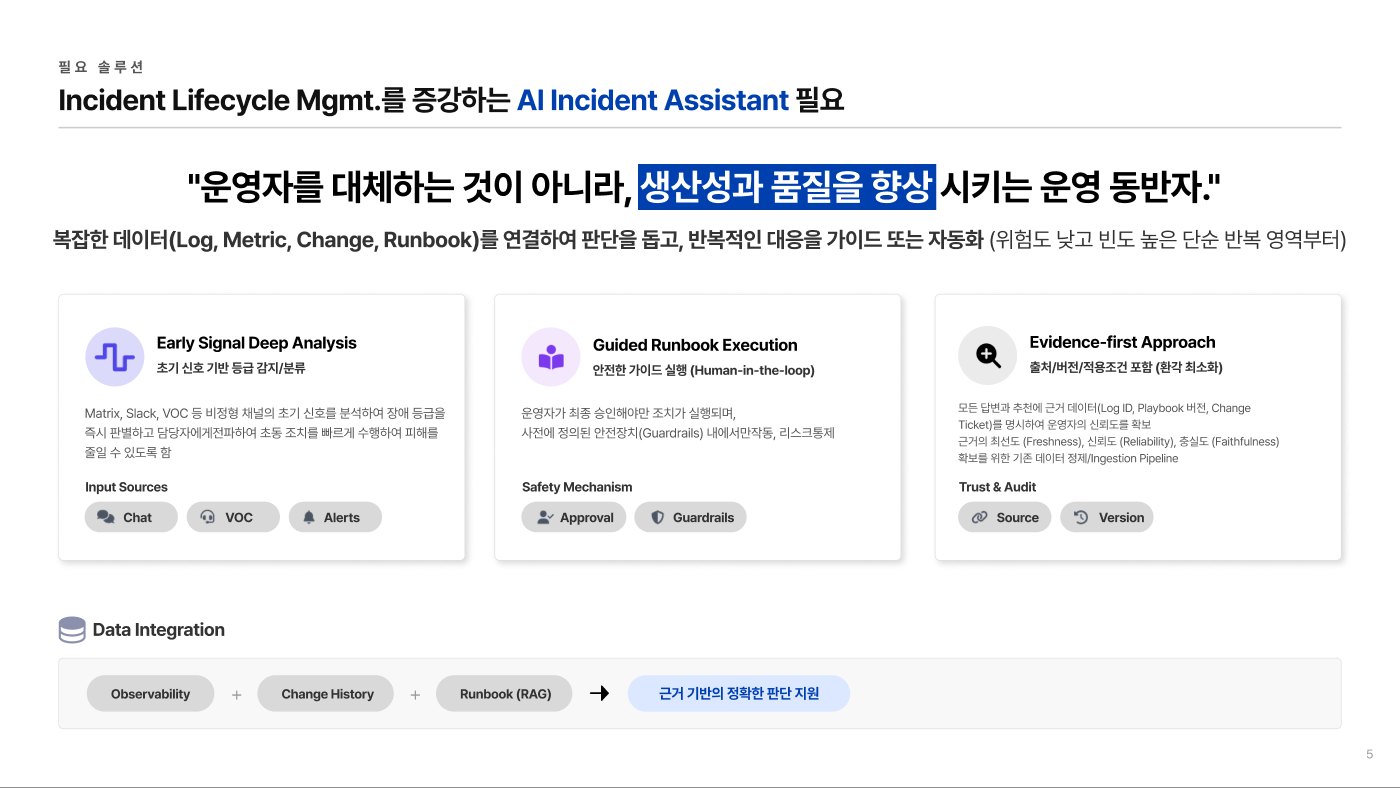 필요 솔루션
Incident Lifecycle Mgmt.를 증강하는 AI Incident Assistant 필요
"운영자를 대체하는 것이 아니라, 생산성과 품질을 향상 시키는 운영 동반자."
복잡한 데이터(Log, Metric, Change, Runbook)를 연결하여 판단을 돕고, 반복적인 대응을 가이드 또는 자동화 (위험도 낮고 빈도 높은 단순 반복 영역부터)
Early Signal Deep Analysis
초기 신호 기반 등급 감지/분류
Matrix, Slack, VOC 등 비정형 채널의 초기 신호를 분석하여 장애 등급을
즉시 판별하고 담당자에게전파하여 초동 조치를 빠르게 수행하여 피해를
줄일 수 있도록 함
Input Sources
Chat
VOC
Alerts
Guided Runbook Execution
안전한 가이드 실행 (Human-in-the-loop)
운영자가 최종 승인해야만 조치가 실행되며,
사전에 정의된 안전장치(Guardrails) 내에서만작동, 리스크통제
Safety Mechanism
Approval
Guardrails
Evidence-first Approach
출처/버전/적용조건 포함 (환각 최소화)
모든 답변과 추천에 근거 데이터(Log ID, Playbook 버전, Change
Ticket)를 명시하여 운영자의 신뢰도를 확보
근거의 최선도 (Freshness), 신뢰도 (Reliability), 충실도 (Faithfulness)
확보를 위한 기존 데이터 정제/Ingestion Pipeline
Trust & Audit
Source
Version
Data Integration
Observability + Change History + Runbook (RAG) → 근거 기반의 정확한 판단 지원
5